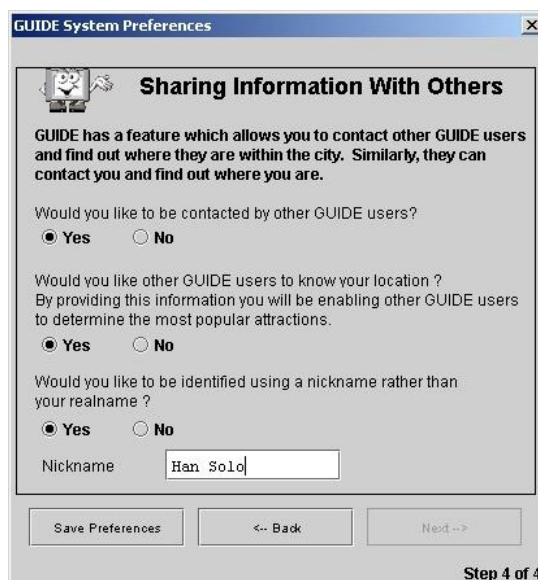 GUIDE System Preferences
Sharing Information With Others
GUIDE has a feature which allows you to contact other GUIDE users
and find out where they are within the city. Similarly, they can
contact you and find out where you are.
Would you like to be contacted by other GUIDE users?
Yes No
Would you like other GUIDE users to know your location ?
By providing this information you will be enabling other GUIDE users
to determine the most popular attractions.
Yes No
Would you like to be identified using a nickname rather than
your realname ?
Yes No
Nickname Han Solo
Save Preferences <-- Back Next -->
Step 4 of 4